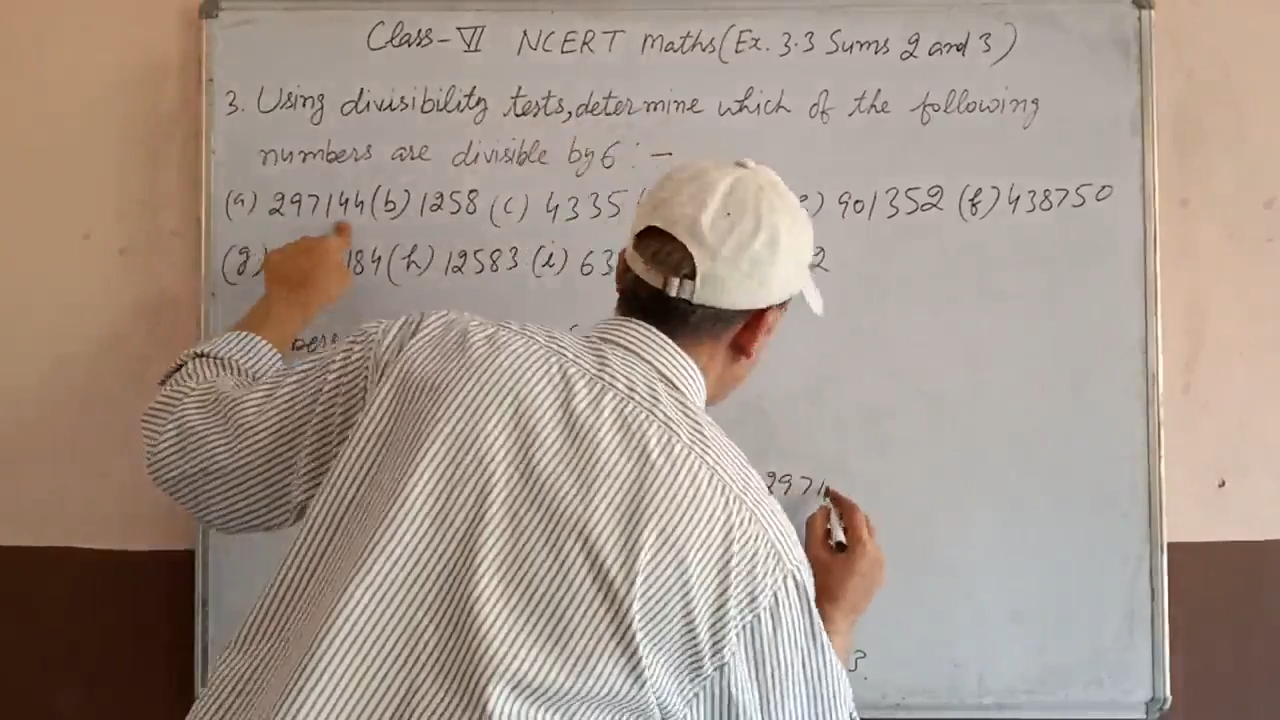 Class-VI NCERT Maths(Ex. 3.3 Sums 2 and 3)
3. Using divisibility tests, determine which of the following
numbers are divisible by 6 : -
(a) 297144 (b) 1258 (c) 4335 901352 (f) 438750
(g) 184 (h) 12583 (i) 63 2
2971
?